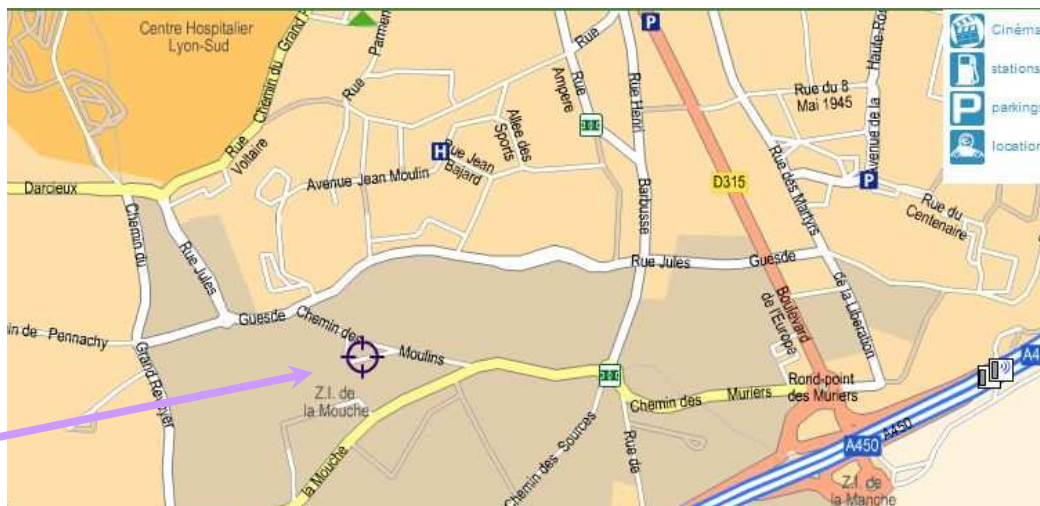 Centre Hospitalier
Lyon-Sud
Chemin du Grand
Rue
Parmen
Rue
Rue
Ampere
Rue Henri
Barbusse
P
Cinéma
stations
parkings
location
P
Rue du 8
Mai 1945
Avenue de la
Haute-Ro
Rue
Voltaire
Allee des
Sports
H
Rue Jean
Bajard
Avenue Jean Moulin
D315
Rue des Martyrs
de la Liberation
P
Rue du
Centenaire
Darcieux
Chemin du
Grand Revoyer
Rue Jules
Guesde
Rue Jules
Guesde
Boulevard
de l'Europe
in de Pennachy
Chemin des
Moulins
Z.I. de
la Mouche
la Mouche
Chemin des
Muriers
Rond-point
des Muriers
Chemin des Sources
Rue de
A4
A450
A450
Z.I. de
la Manche